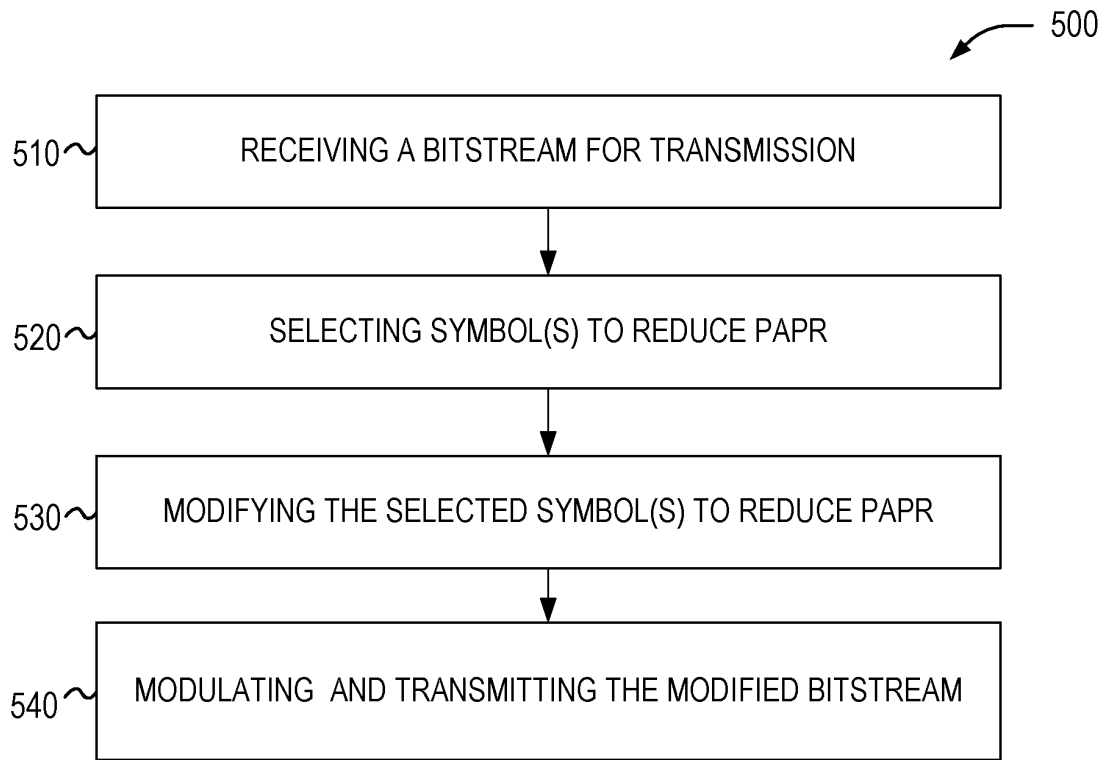 500
510
RECEIVING A BITSTREAM FOR TRANSMISSION
520
SELECTING SYMBOL(S) TO REDUCE PAPR
530
MODIFYING THE SELECTED SYMBOL(S) TO REDUCE PAPR
540
MODULATING AND TRANSMITTING THE MODIFIED BITSTREAM